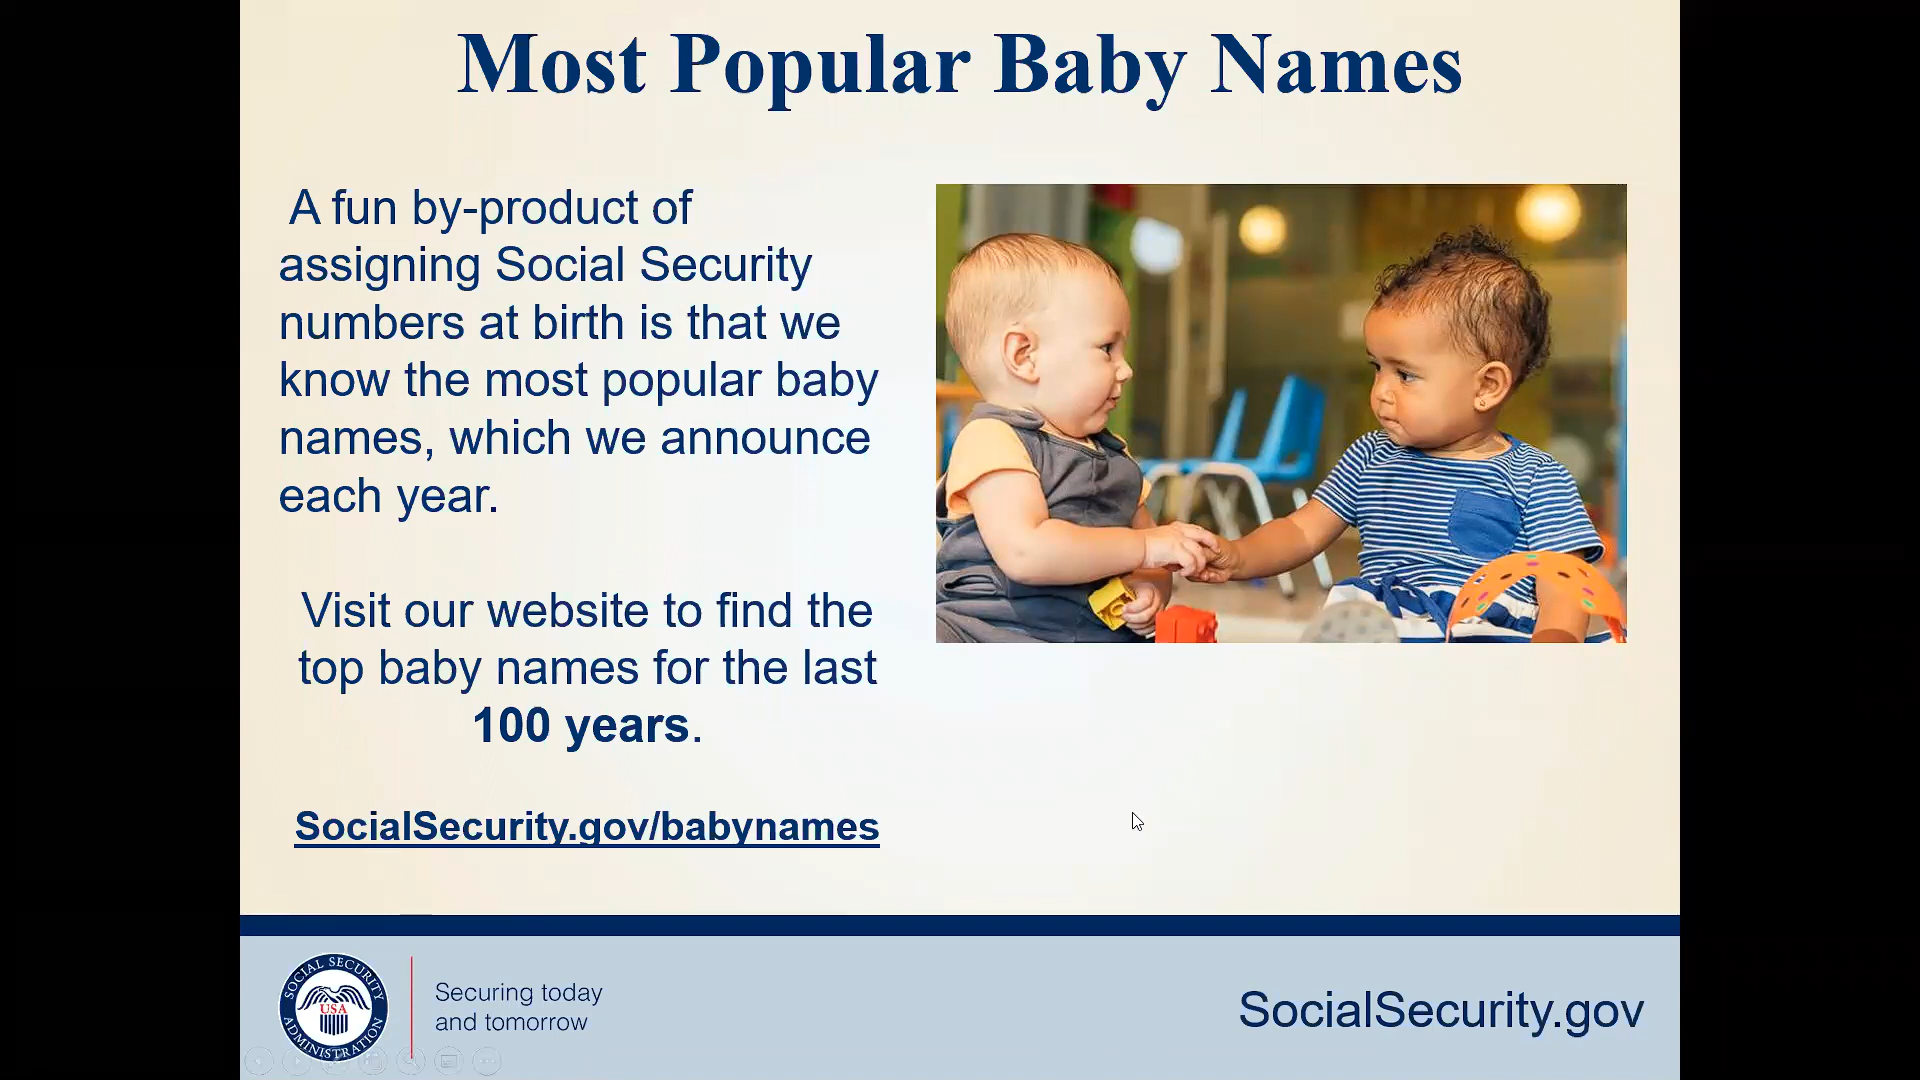 Most Popular Baby Names
A fun by-product of
assigning Social Security
numbers at birth is that we
know the most popular baby
names, which we announce
each year.
Visit our website to find the
top baby names for the last
100 years.
SocialSecurity.gov/babynames
SOCIAL SECURITY
USA
ADMINISTRATION
Securing today
and tomorrow
SocialSecurity.gov